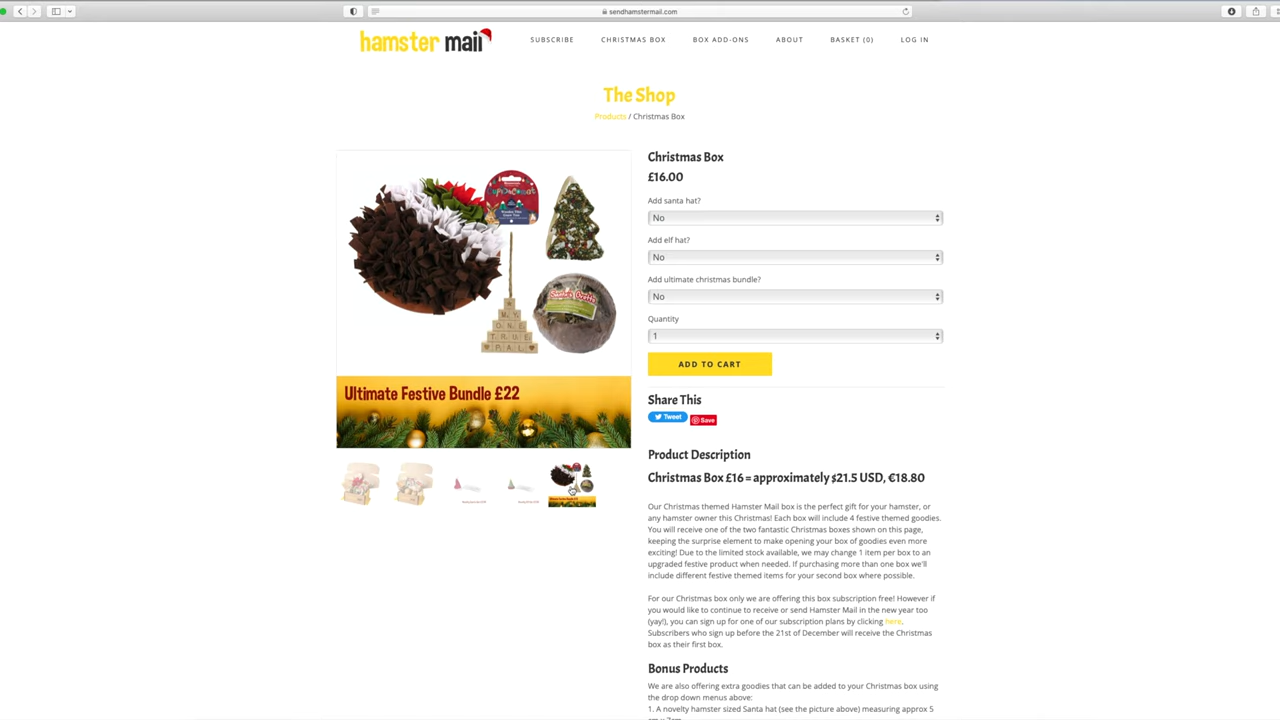 sendhamstermail.com
hamster mail
SUBSCRIBE
CHRISTMAS BOX
BOX ADD-ONS
ABOUT
BASKET (0)
LOG IN
The Shop
Products / Christmas Box
MY
ONE
TRUE
PAL
Ultimate Festive Bundle £22
Christmas Box
£16.00
Add santa hat?
No
Add elf hat?
No
Add ultimate christmas bundle?
No
Quantity
1
ADD TO CART
Share This
Tweet
Save
Product Description
Christmas Box £16 = approximately $21.5 USD, €18.80
Our Christmas themed Hamster Mail box is the perfect gift for your hamster, or
any hamster owner this Christmas! Each box will include 4 festive themed goodies.
You will receive one of the two fantastic Christmas boxes shown on this page,
keeping the surprise element to make opening your box of goodies even more
exciting! Due to the limited stock available, we may change 1 item per box to an
upgraded festive product when needed. If purchasing more than one box we'll
include different festive themed items for your second box where possible.
For our Christmas box only we are offering this box subscription free! However if
you would like to continue to receive or send Hamster Mail in the new year too
(yay!), you can sign up for one of our subscription plans by clicking here.
Subscribers who sign up before the 21st of December will receive the Christmas
box as their first box.
Bonus Products
We are also offering extra goodies that can be added to your Christmas box using
the drop down menus above:
1. A novelty hamster sized Santa hat (see the picture above) measuring approx 5